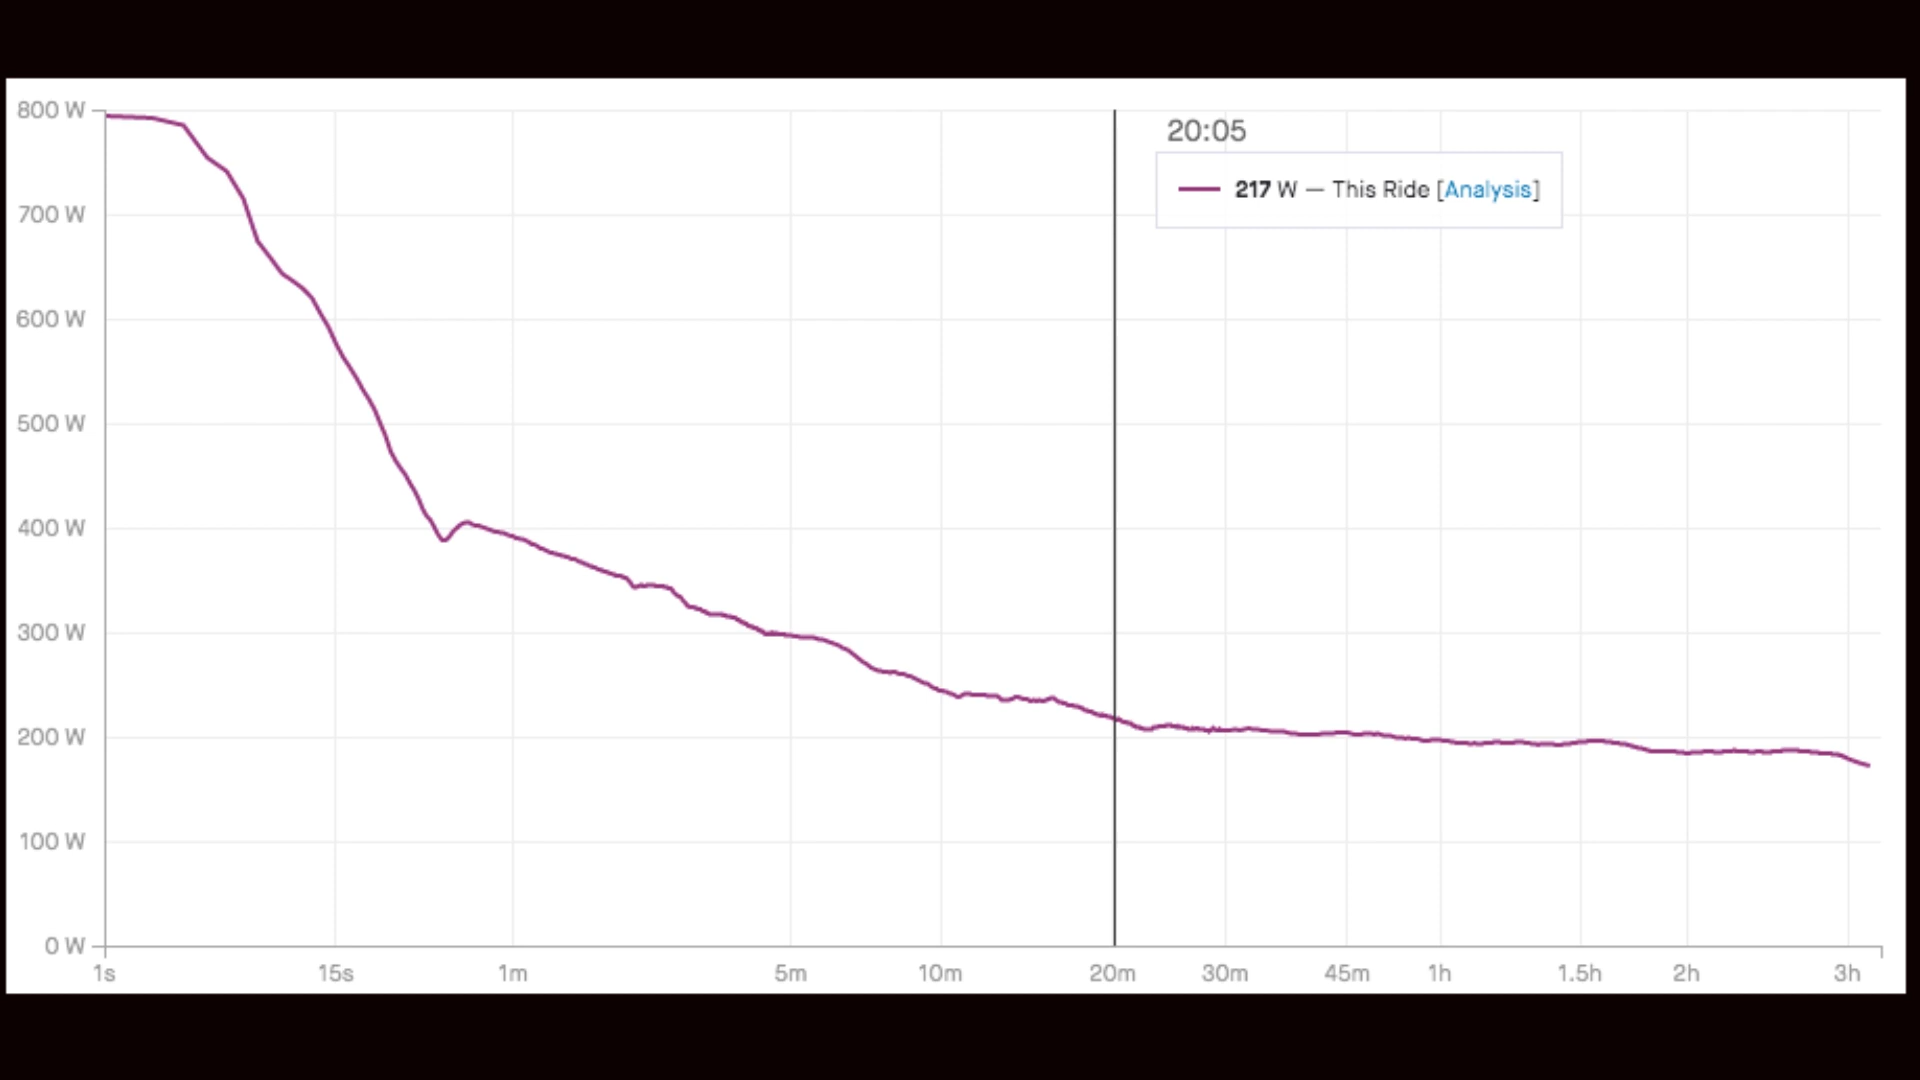 800 W
20:05
217 W — This Ride [Analysis]
700 W
600 W
500 W
400 W
300 W
200 W
100 W
0 W
1s 15s 1m 5m 10m 20m 30m 45m 1h 1.5h 2h 3h